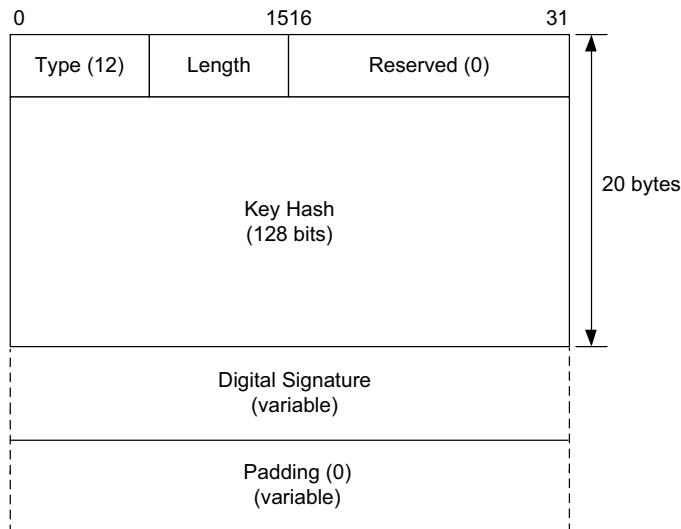 0 1516 31
Type (12) Length Reserved (0)
Key Hash
(128 bits)
20 bytes
Digital Signature
(variable)
Padding (0)
(variable)